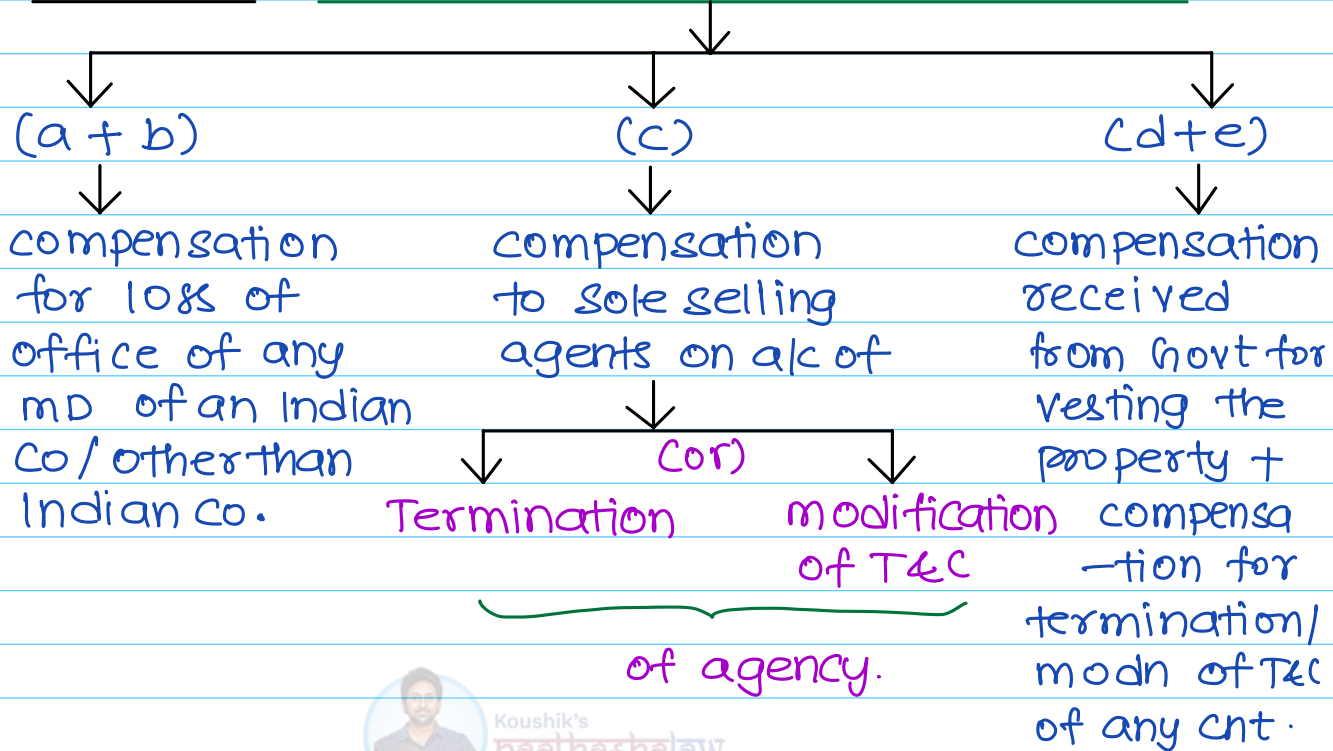 (a + b)
(c)
(d+e)
compensation
for loss of
office of any
MD of an Indian
Co/other than
Indian Co.
compensation
to sole selling
agents on a/c of
(or)
Termination
modification
of T&C
of agency.
compensation
received
from Govt for
vesting the
property +
compensa
-tion for
termination/
modn of T&C
of any cnt.
Koushik's